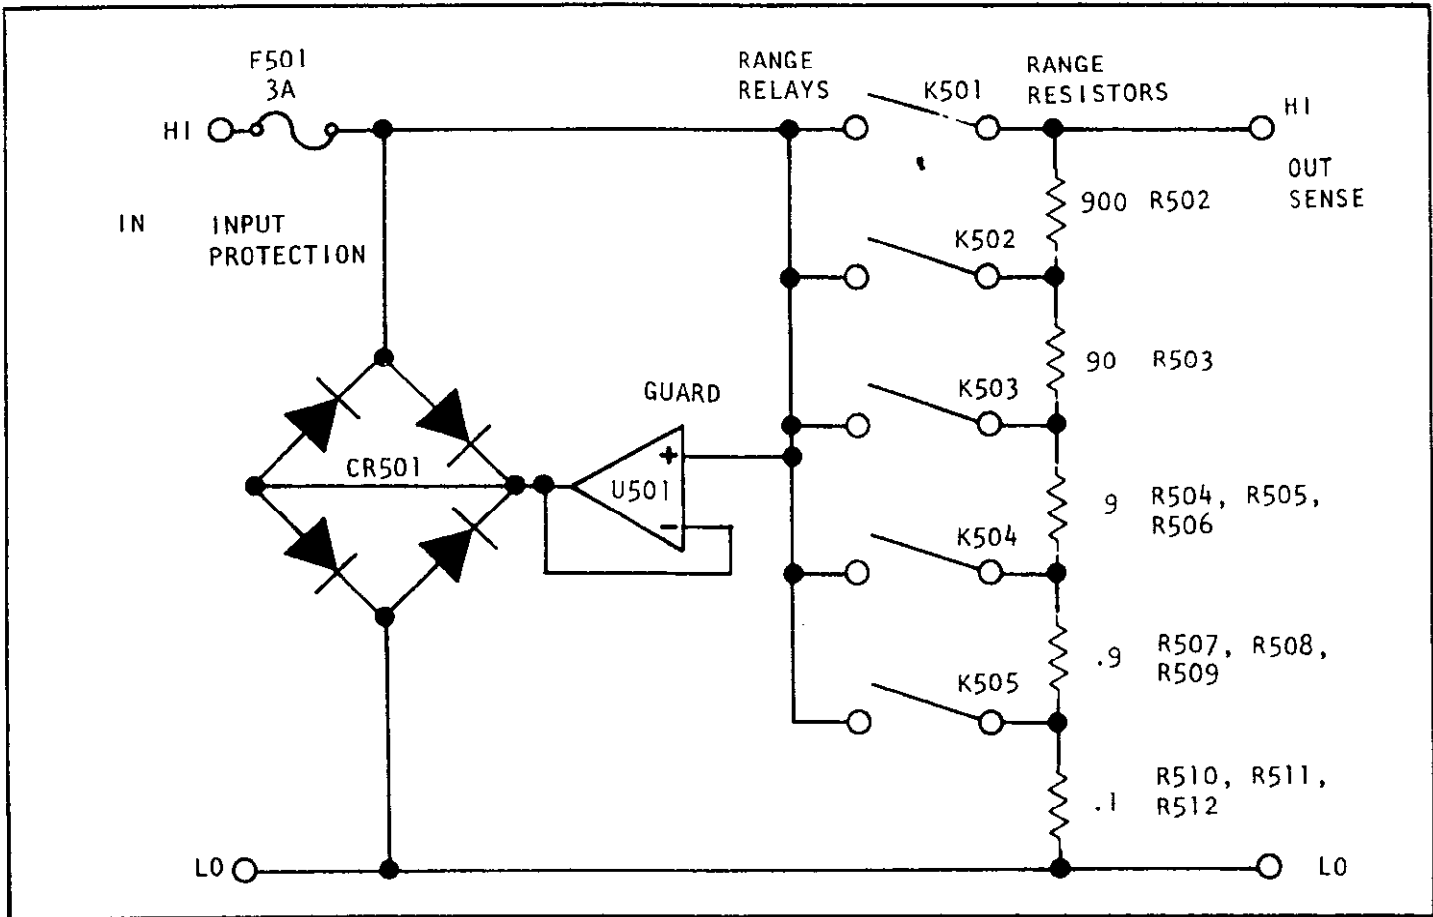 F501
3A
HI
IN
INPUT
PROTECTION
CR501
GUARD
+
U501
−
RANGE
RELAYS
K501
K502
K503
K504
K505
RANGE
RESISTORS
900 R502
90 R503
9 R504, R505,
R506
.9 R507, R508,
R509
.1 R510, R511,
R512
HI
OUT
SENSE
LO
LO